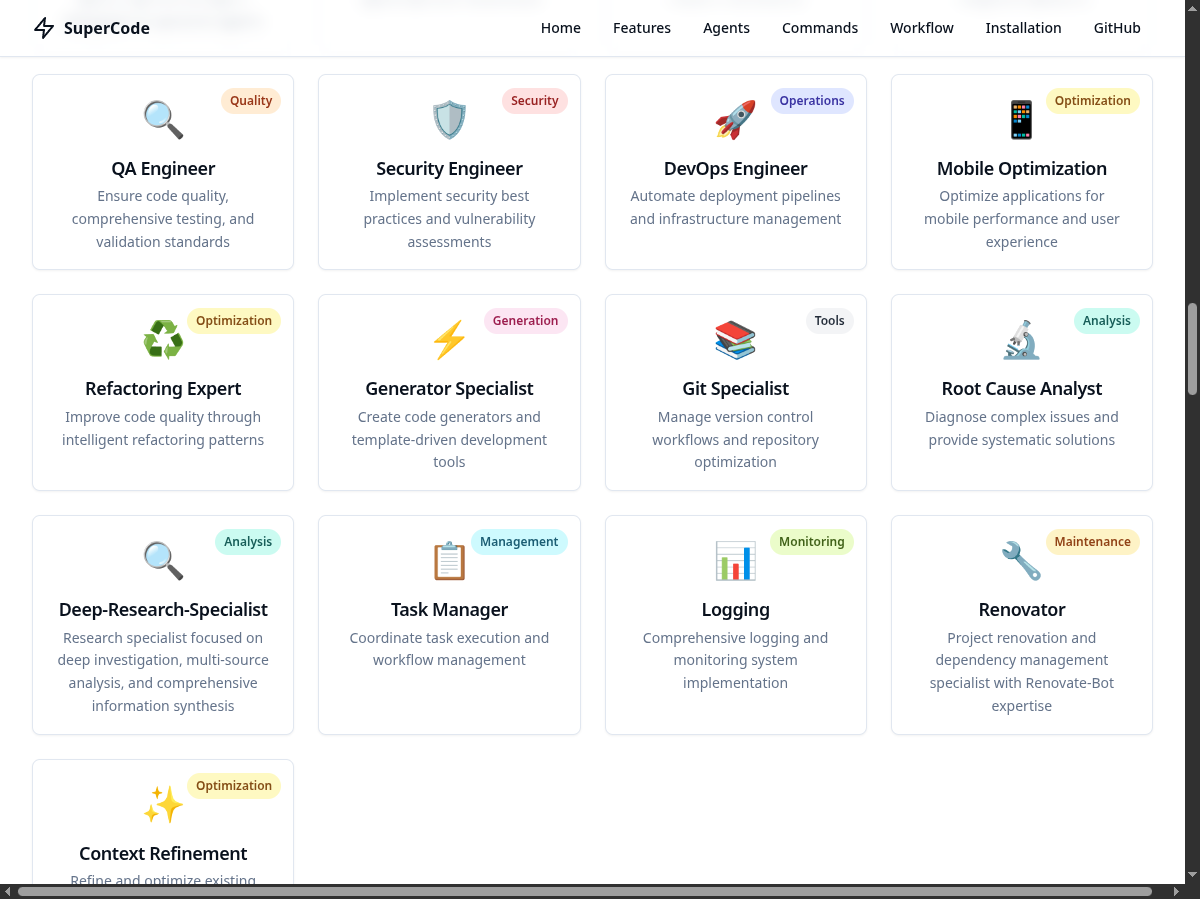 SuperCode
Home Features Agents Commands Workflow Installation GitHub
Quality
QA Engineer
Ensure code quality,
comprehensive testing, and
validation standards
Security
Security Engineer
Implement security best
practices and vulnerability
assessments
Operations
DevOps Engineer
Automate deployment pipelines
and infrastructure management
Optimization
Mobile Optimization
Optimize applications for
mobile performance and user
experience
Optimization
Refactoring Expert
Improve code quality through
intelligent refactoring patterns
Generation
Generator Specialist
Create code generators and
template-driven development
tools
Tools
Git Specialist
Manage version control
workflows and repository
optimization
Analysis
Root Cause Analyst
Diagnose complex issues and
provide systematic solutions
Analysis
Deep-Research-Specialist
Research specialist focused on
deep investigation, multi-source
analysis, and comprehensive
information synthesis
Management
Task Manager
Coordinate task execution and
workflow management
Monitoring
Logging
Comprehensive logging and
monitoring system
implementation
Maintenance
Renovator
Project renovation and
dependency management
specialist with Renovate-Bot
expertise
Optimization
Context Refinement
Refine and optimize existing